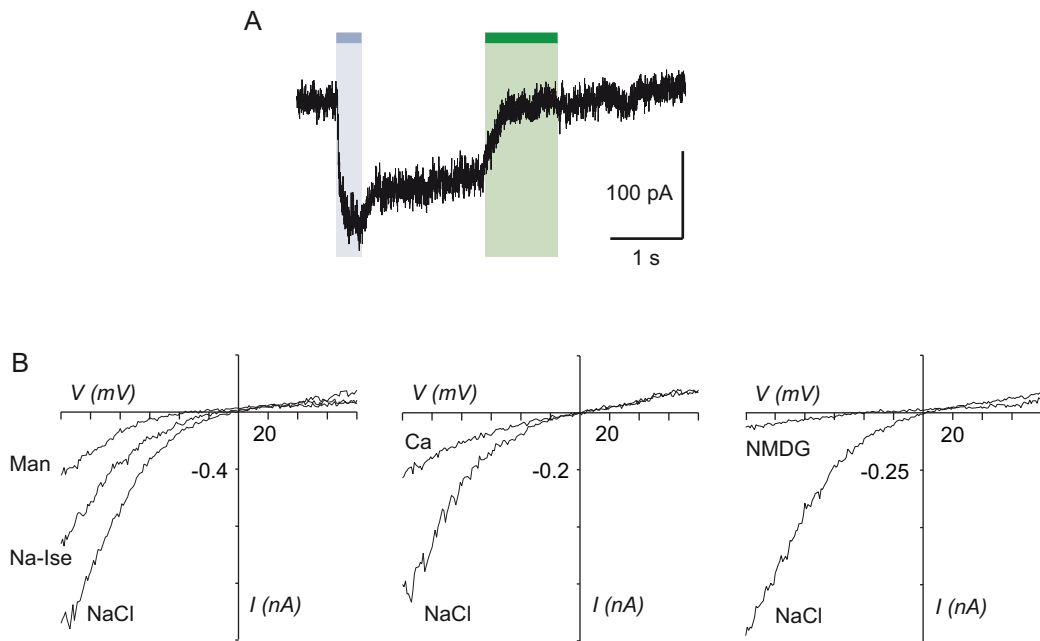 A
100 pA
1 s
B
V (mV)
20
Man
-0.4
Na-Ise
NaCl
I (nA)
V (mV)
20
Ca
-0.2
NaCl
I (nA)
V (mV)
20
NMDG
-0.25
NaCl
I (nA)